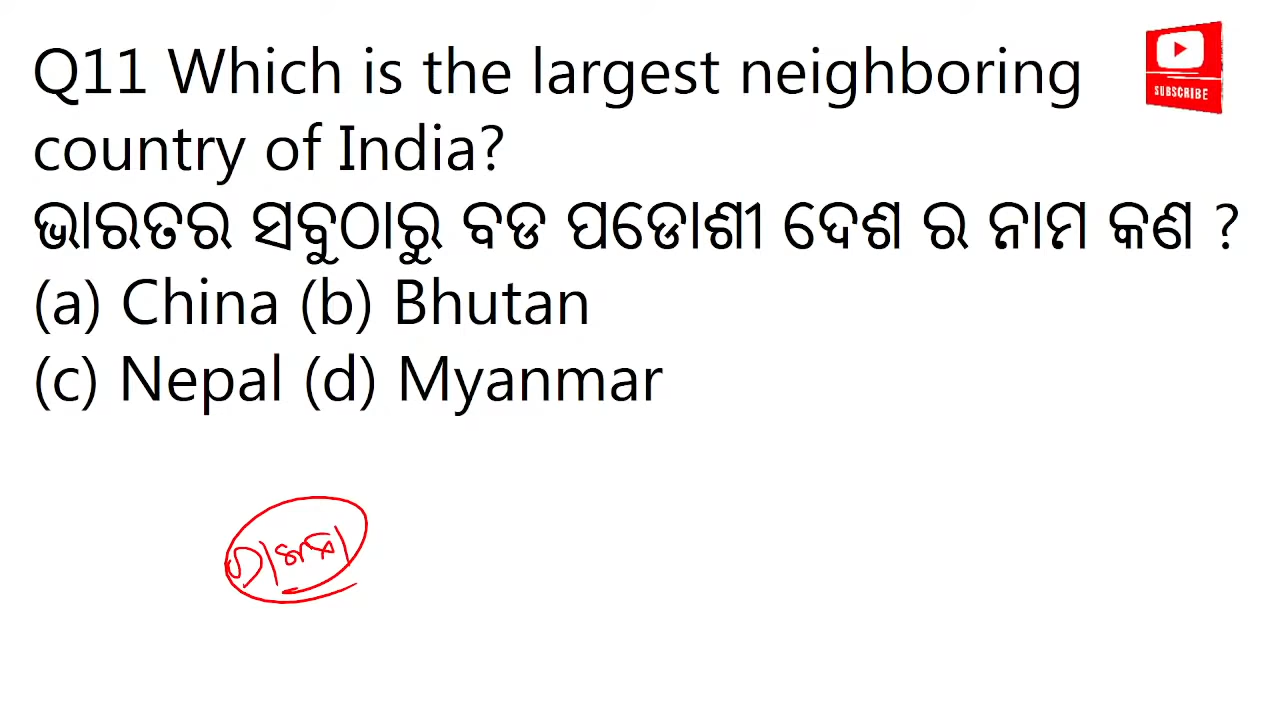 Q11 Which is the largest neighboring
SUBSCRIBE
country of India?
ଭାରତର ସବୁଠାରୁ ବଡ ପଡୋଶୀ ଦେଶ ର ନାମ କଣ ?
(a) China (b) Bhutan
(c) Nepal (d) Myanmar